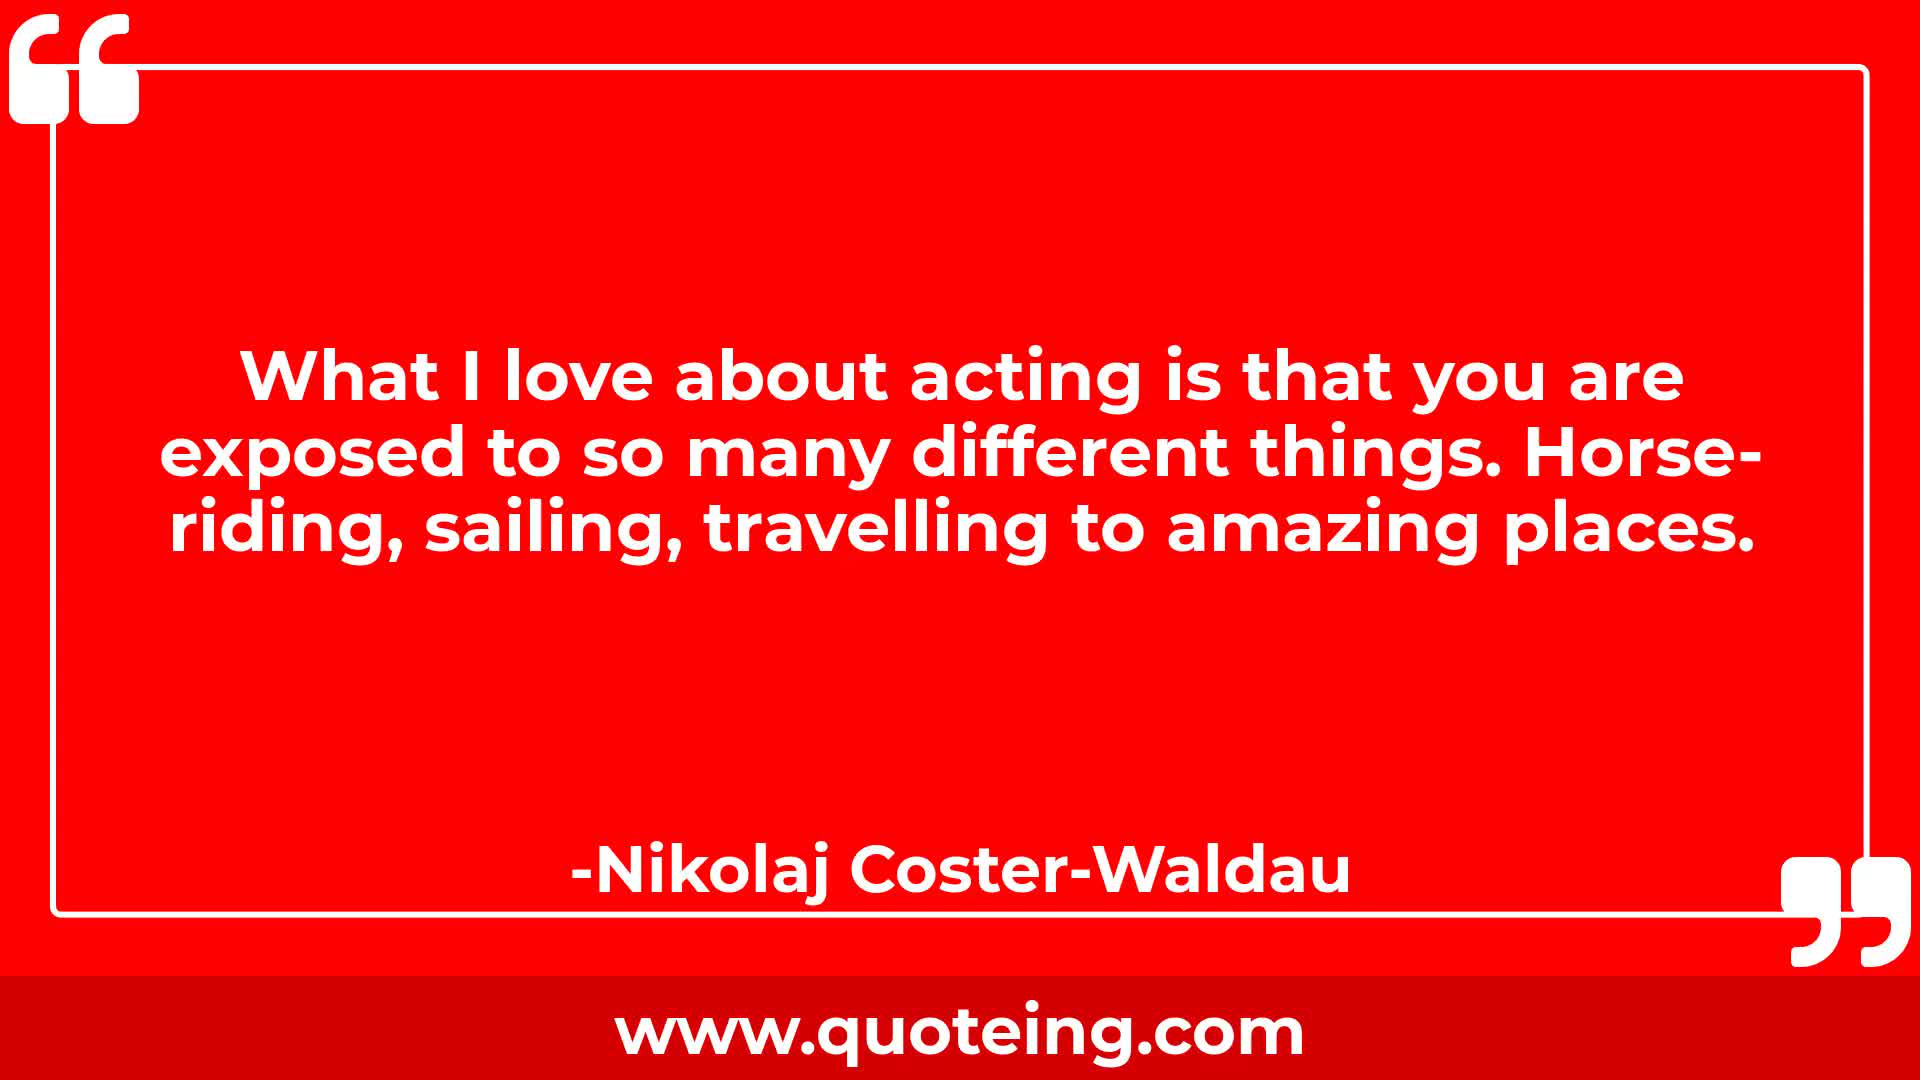 What I love about acting is that you are
exposed to so many different things. Horse-
riding, sailing, travelling to amazing places.
-Nikolaj Coster-Waldau
www.quoteing.com